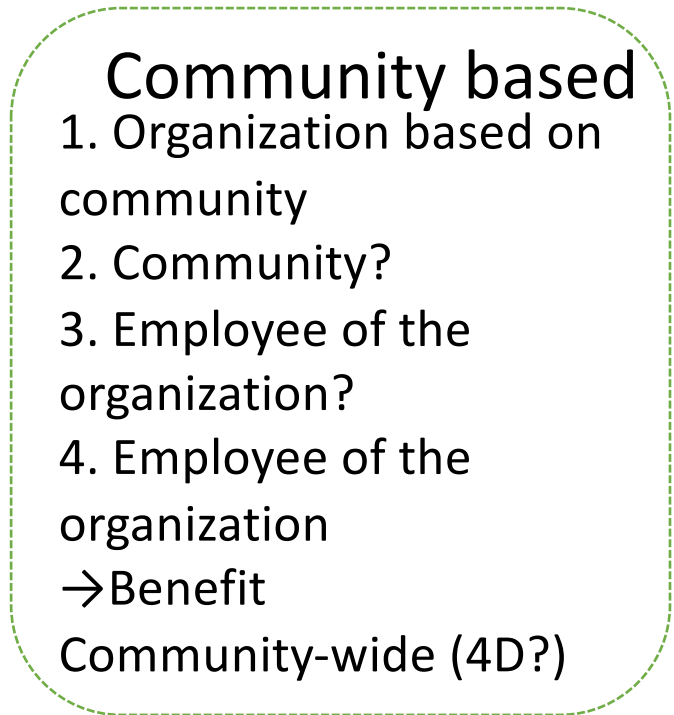 Community based
1. Organization based on
community
2. Community?
3. Employee of the
organization?
4. Employee of the
organization
→Benefit
Community-wide (4D?)